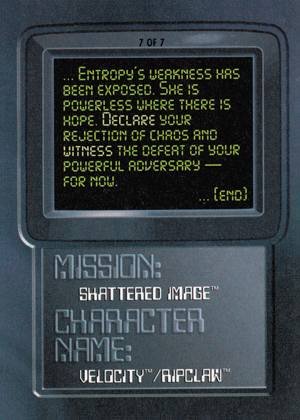 7 OF 7
... ENTROPY'S WEAKNESS HAS
BEEN EXPOSED. SHE IS
POWERLESS WHERE THERE IS
HOPE. DECLARE YOUR
REJECTION OF CHAOS AND
WITNESS THE DEFEAT OF YOUR
POWERFUL ADVERSARY —
FOR NOW.
... (END)
MISSION:
SHATTERED IMAGE™
CHARACTER
NAME:
VELOCITY™/RIPCLAW™